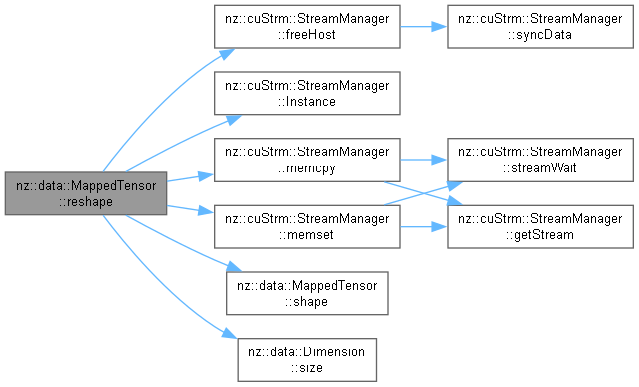 nz::cuStrm::StreamManager
::freeHost
nz::cuStrm::StreamManager
::syncData
nz::cuStrm::StreamManager
::Instance
nz::cuStrm::StreamManager
::memcpy
nz::cuStrm::StreamManager
::streamWait
nz::data::MappedTensor
::reshape
nz::cuStrm::StreamManager
::memset
nz::cuStrm::StreamManager
::getStream
nz::data::MappedTensor
::shape
nz::data::Dimension
::size